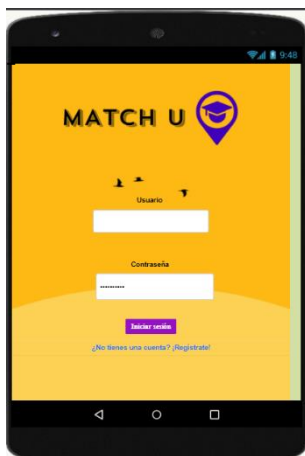 9:48
MATCH U
Usuario
Contraseña
Iniciar sesión
¿No tienes una cuenta? ¡Registrate!